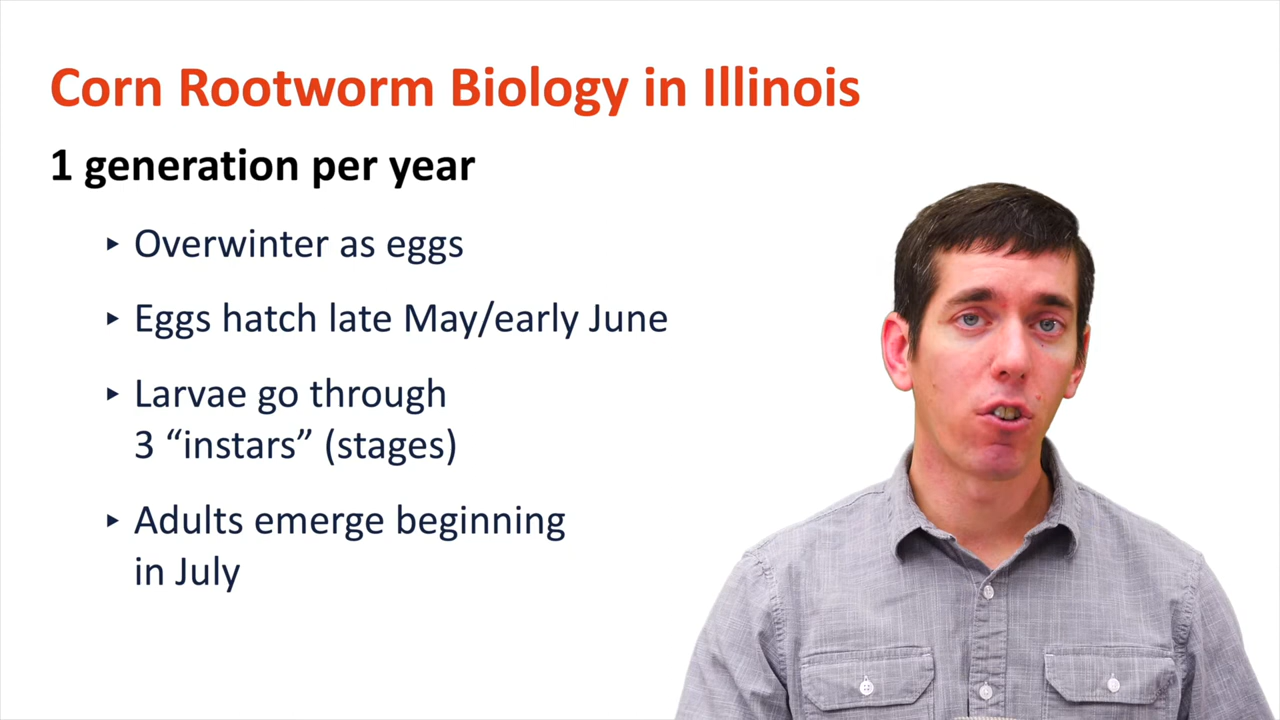 Corn Rootworm Biology in Illinois
1 generation per year
‣ Overwinter as eggs
‣ Eggs hatch late May/early June
‣ Larvae go through
3 “instars” (stages)
‣ Adults emerge beginning
in July